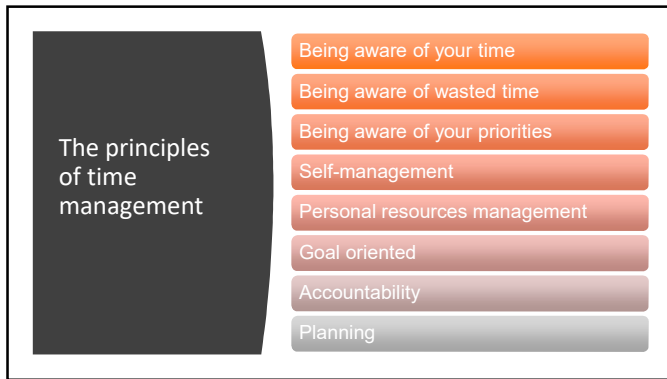 The principles
of time
management
Being aware of your time
Being aware of wasted time
Being aware of your priorities
Self-management
Personal resources management
Goal oriented
Accountability
Planning